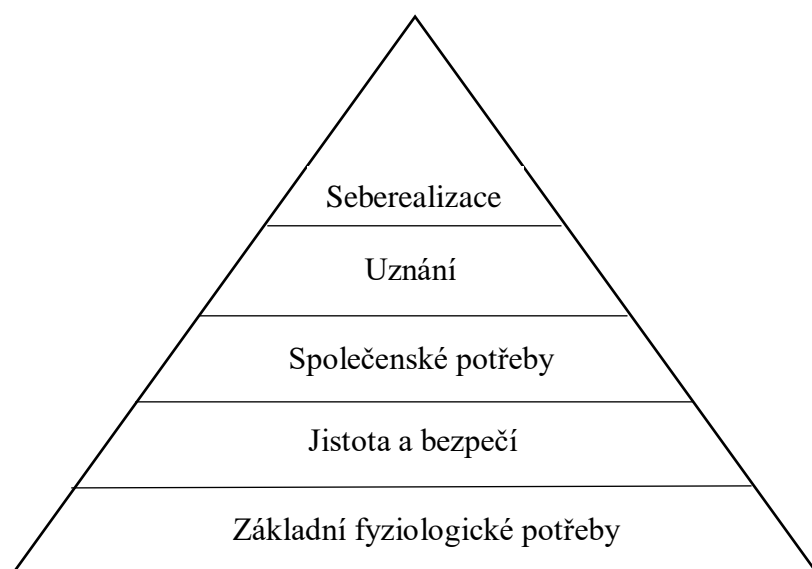 Seberealizace
Uznání
Společenské potřeby
Jistota a bezpečí
Základní fyziologické potřeby